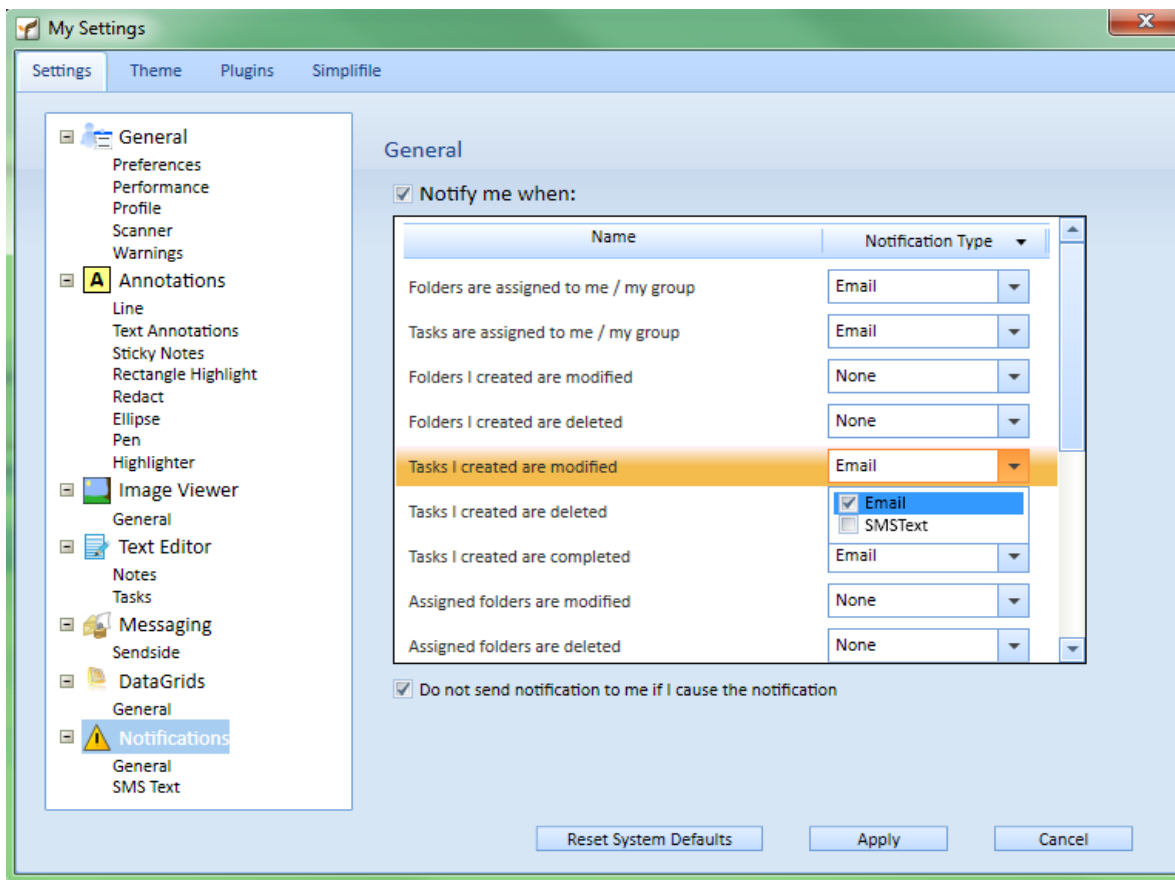 My Settings
Settings Theme Plugins Simplifile
General
Preferences
Performance
Profile
Scanner
Warnings
A Annotations
Line
Text Annotations
Sticky Notes
Rectangle Highlight
Redact
Ellipse
Pen
Highlighter
Image Viewer
General
Text Editor
Notes
Tasks
Messaging
Sendside
DataGrids
General
Notifications
General
SMS Text
General
Notify me when:
Name Notification Type
Folders are assigned to me / my group Email
Tasks are assigned to me / my group Email
Folders I created are modified None
Folders I created are deleted None
Tasks I created are modified Email
Email
Tasks I created are deleted
SMSText
Tasks I created are completed Email
Assigned folders are modified None
Assigned folders are deleted None
Do not send notification to me if I cause the notification
Reset System Defaults Apply Cancel